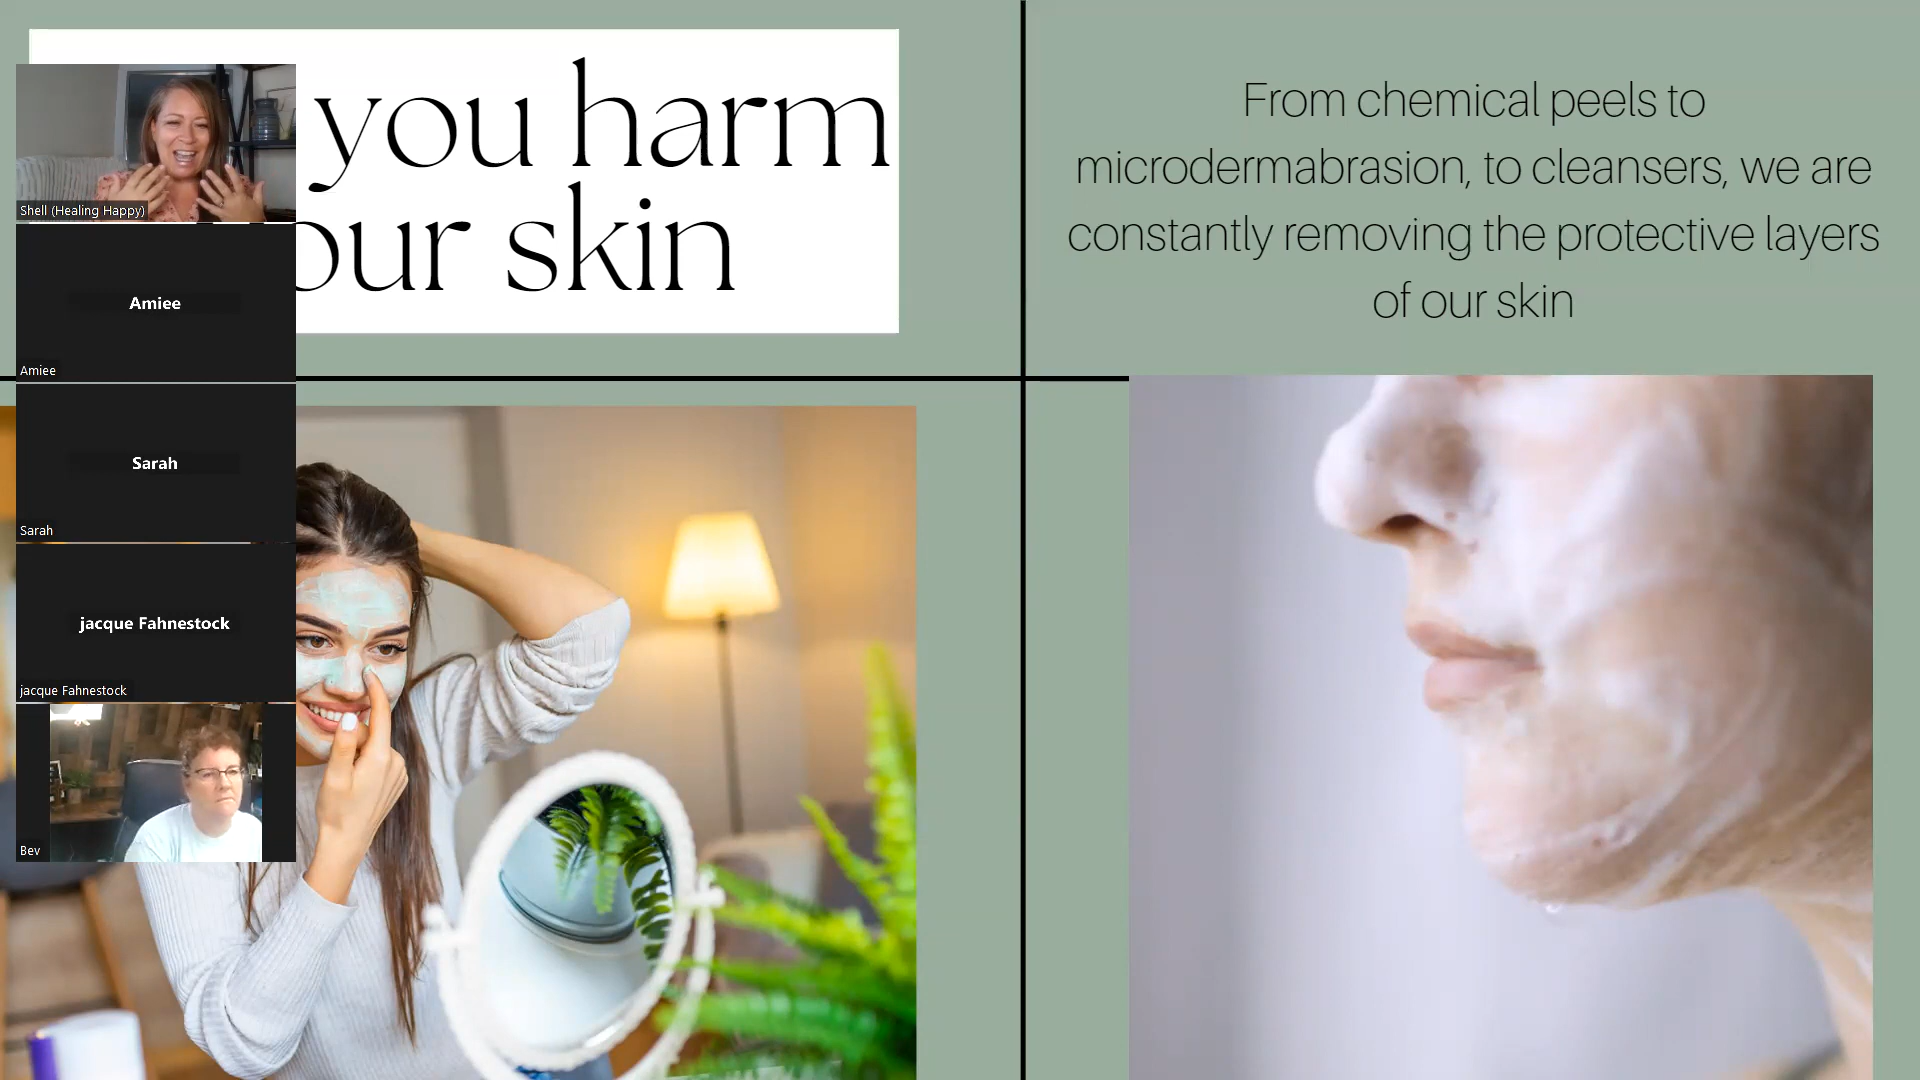 you harm
our skin
From chemical peels to
microdermabrasion, to cleansers, we are
constantly removing the protective layers
of our skin
Shell (Healing Happy)
Amiee
Amiee
Sarah
Sarah
jacque Fahnestock
jacque Fahnestock
Bev